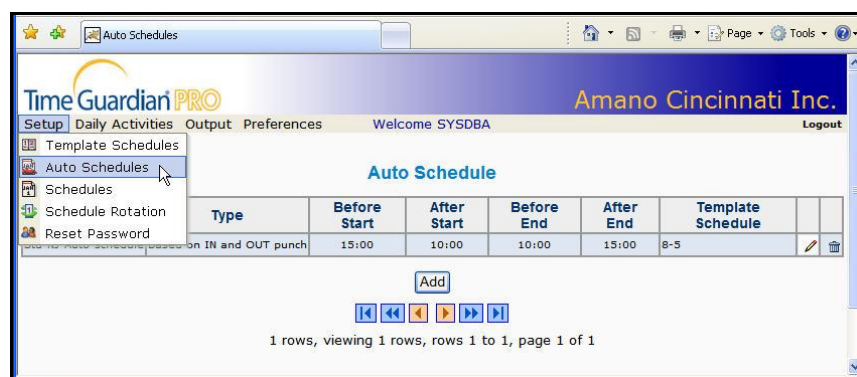 Auto Schedules
Page
Tools
Time Guardian PRO
Amano Cincinnati Inc.
Setup Daily Activities Output Preferences Welcome SYSDBA Logout
Template Schedules
Auto Schedules
Schedules
Schedule Rotation
Reset Password
Auto Schedule
Type Before Start After Start Before End After End Template Schedule
on IN and OUT punch 15:00 10:00 10:00 15:00 8-5
Add
1 rows, viewing 1 rows, rows 1 to 1, page 1 of 1